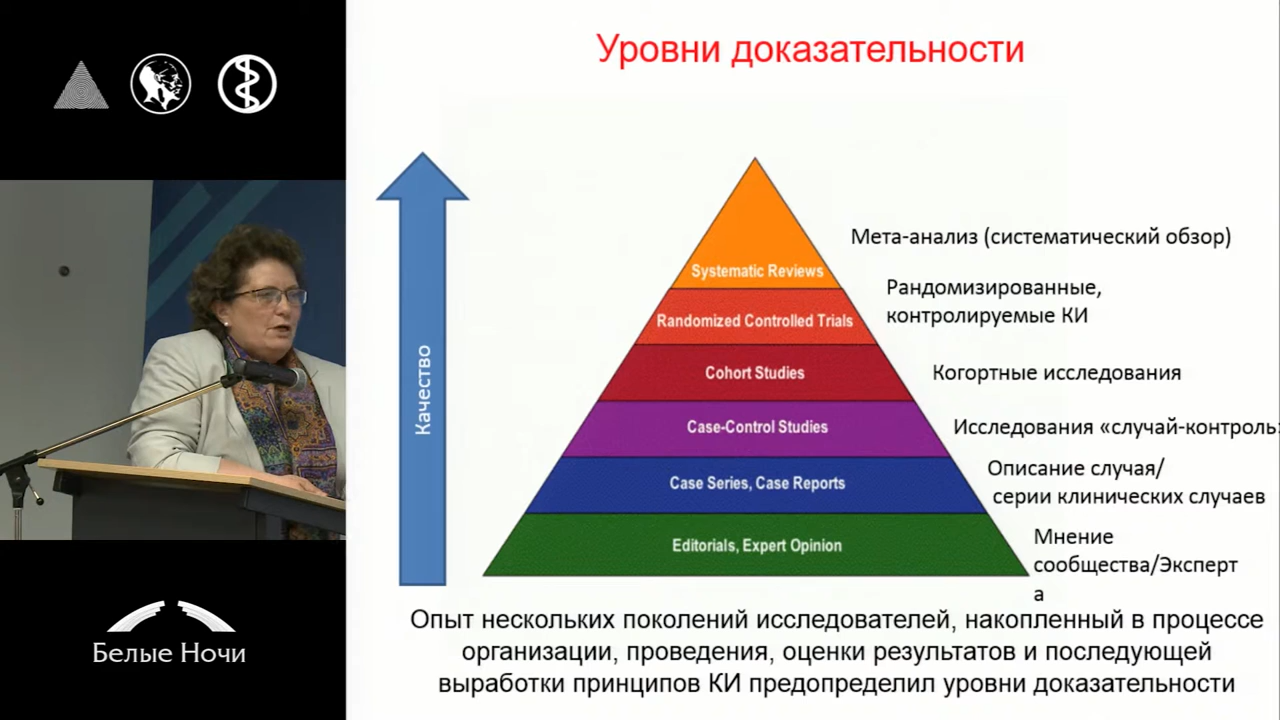 Уровни доказательности
Качество
Systematic Reviews
Мета-анализ (систематический обзор)
Randomized Controlled Trials
Рандомизированные,
контролируемые КИ
Cohort Studies
Когортные исследования
Case-Control Studies
Исследования «случай-контроль»
Case Series, Case Reports
Описание случая/
серии клинических случаев
Editorials, Expert Opinion
Мнение
сообщества/Эксперт
а
Опыт нескольких поколений исследователей, накопленный в процессе
организации, проведения, оценки результатов и последующей
выработки принципов КИ предопределил уровни доказательности
Белые Ночи